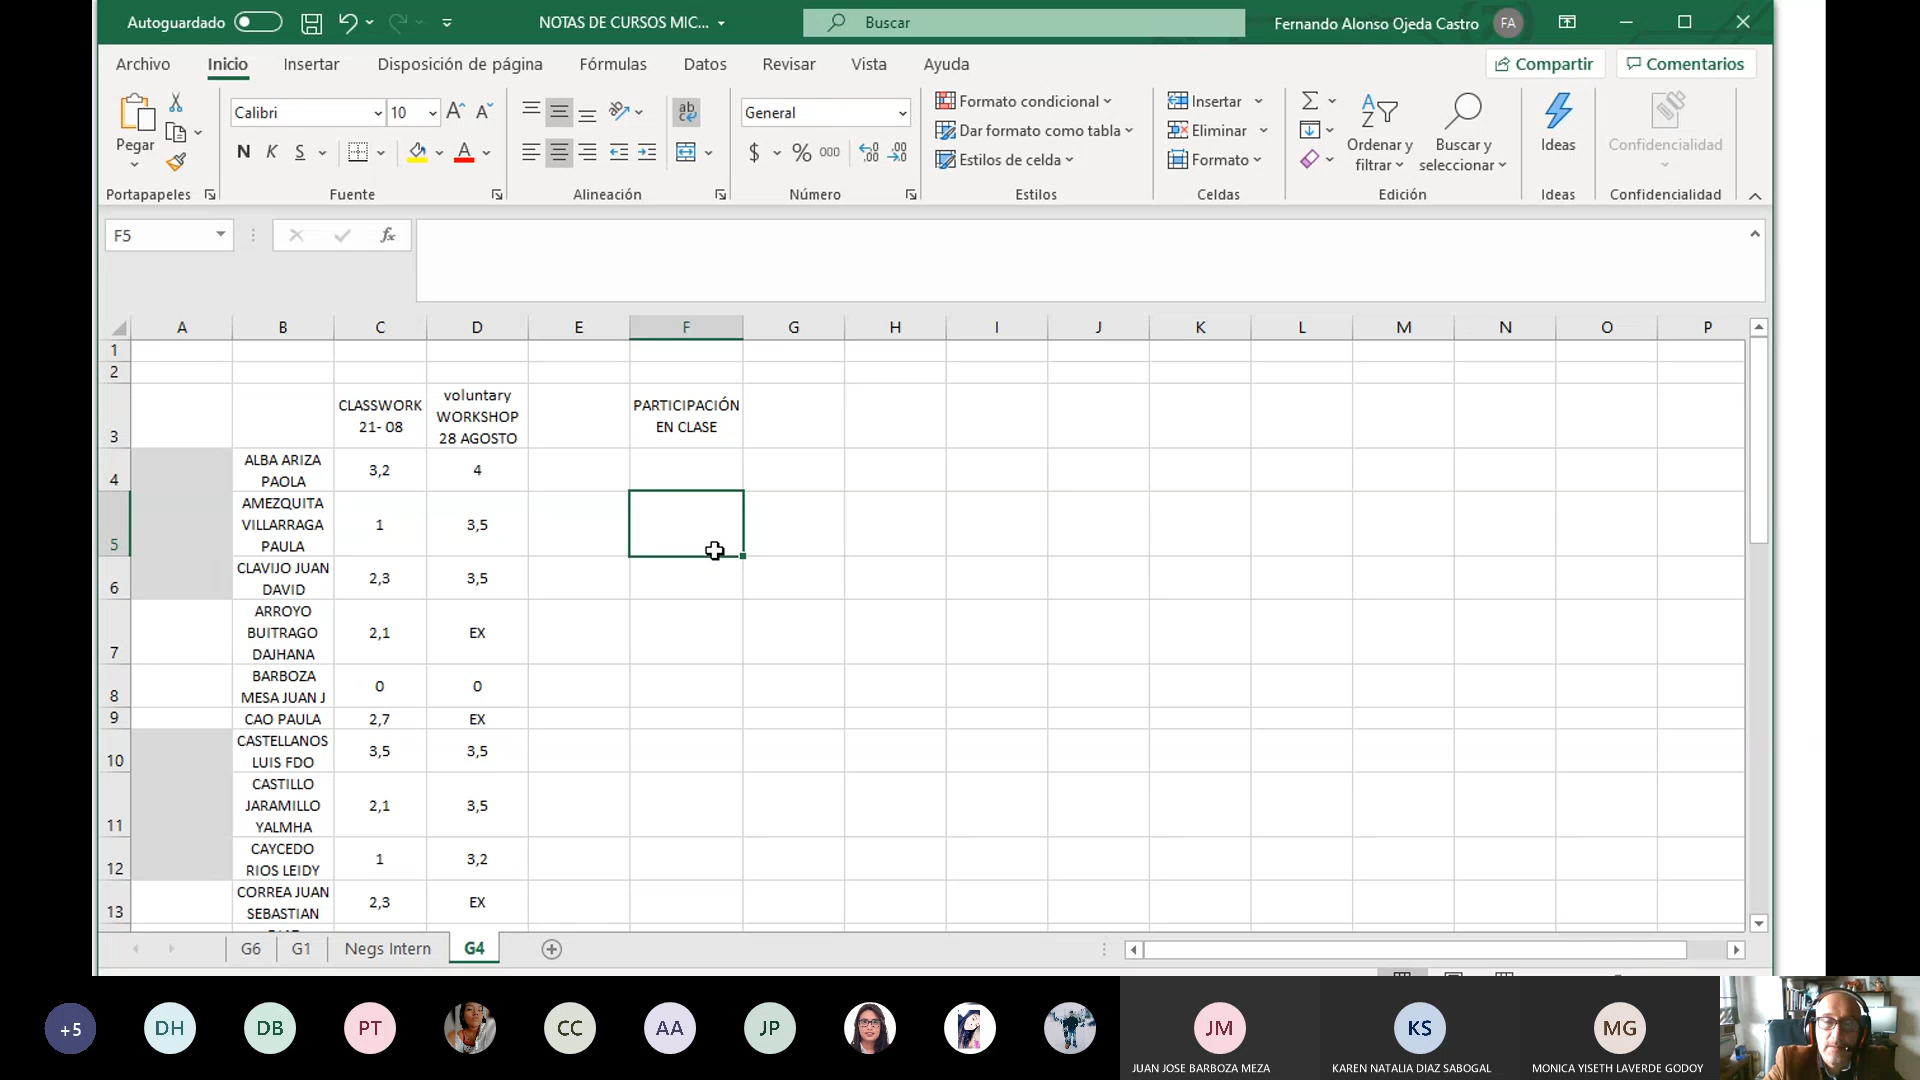 Autoguardado
NOTAS DE CURSOS MIC...
Buscar
Fernando Alonso Ojeda Castro
FA
Archivo
Inicio
Insertar
Disposición de página
Fórmulas
Datos
Revisar
Vista
Ayuda
Compartir
Comentarios
Pegar
Portapapeles
Calibri
10
N
K
S
Fuente
Alineación
General
$
%
000
Número
Formato condicional
Dar formato como tabla
Estilos de celda
Estilos
Insertar
Eliminar
Formato
Celdas
Ordenar y
filtrar
Buscar y
seleccionar
Edición
Ideas
Ideas
Confidencialidad
Confidencialidad
F5
fx
A B C D E F G H I J K L M N O P
1
2
3
CLASSWORK
21- 08
voluntary
WORKSHOP
28 AGOSTO
PARTICIPACIÓN
EN CLASE
4
ALBA ARIZA
PAOLA
3,2
4
5
AMEZQUITA
VILLARRAGA
PAULA
1
3,5
6
CLAVIJO JUAN
DAVID
2,3
3,5
7
ARROYO
BUITRAGO
DAJHANA
2,1
EX
8
BARBOZA
MESA JUAN J
0
0
9
CAO PAULA
2,7
EX
10
CASTELLANOS
LUIS FDO
3,5
3,5
11
CASTILLO
JARAMILLO
YALMHA
2,1
3,5
12
CAYCEDO
RIOS LEIDY
1
3,2
13
CORREA JUAN
SEBASTIAN
2,3
EX
G6
G1
Negs Intern
G4
+5
DH
DB
PT
CC
AA
JP
JM
JUAN JOSE BARBOZA MEZA
KS
KAREN NATALIA DIAZ SABOGAL
MG
MONICA YISETH LAVERDE GODOY